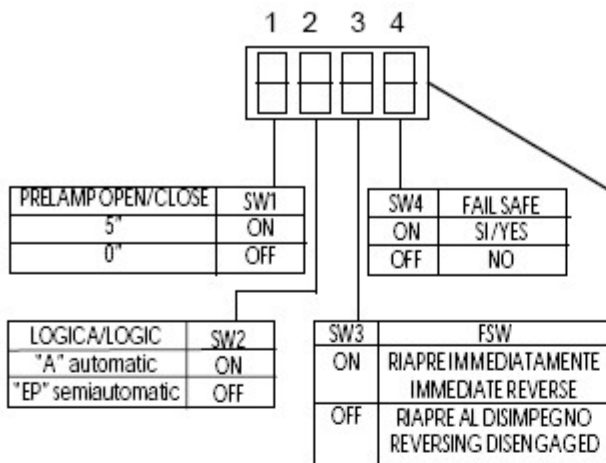 1 2 3 4
PRELAMP OPEN/CLOSE SW1
5" ON
0" OFF
SW4 FAIL SAFE
ON SI/YES
OFF NO
LOGICA/LOGIC SW2
"A" automatic ON
"EP" semiautomatic OFF
SW3 FSW
ON RIAPRE IMMEDIATAMENTE
IMMEDIATE REVERSE
OFF RIAPRE AL DISIMPEGNO
REVERSING DISENGAGED